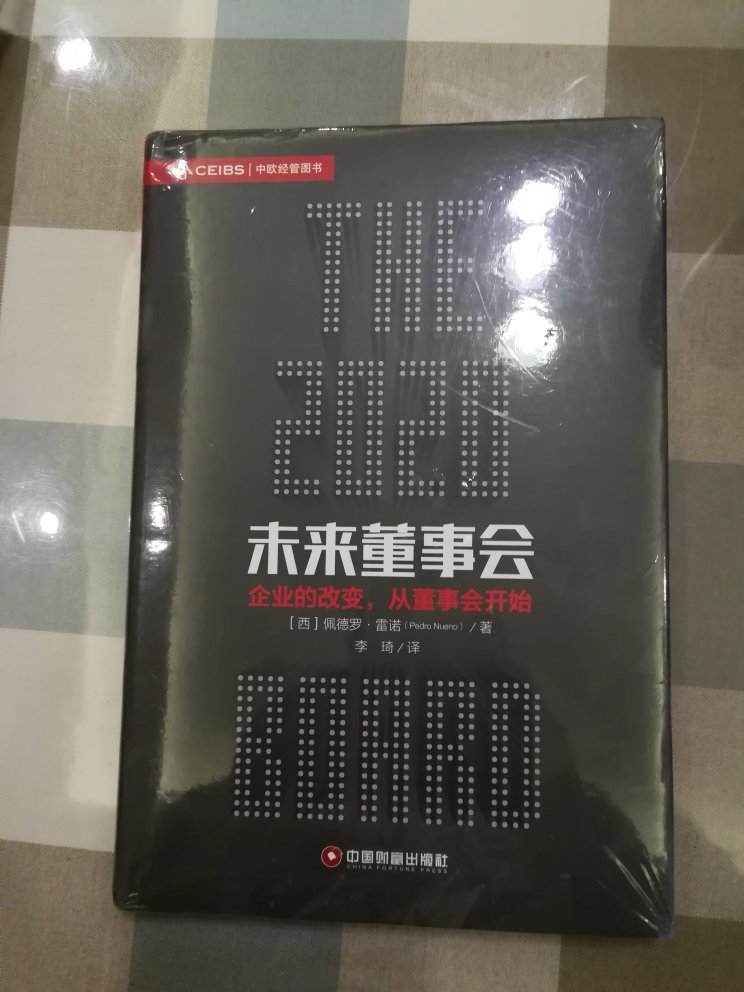 CEIBS | 中欧经管图书
THE
2020
未来董事会
企业的改变，从董事会开始
［西］佩德罗·雷诺（Pedro Nueno）/著
李 琦/译
BOARD
中国财富出版社
CHINA FORTUNE PRESS